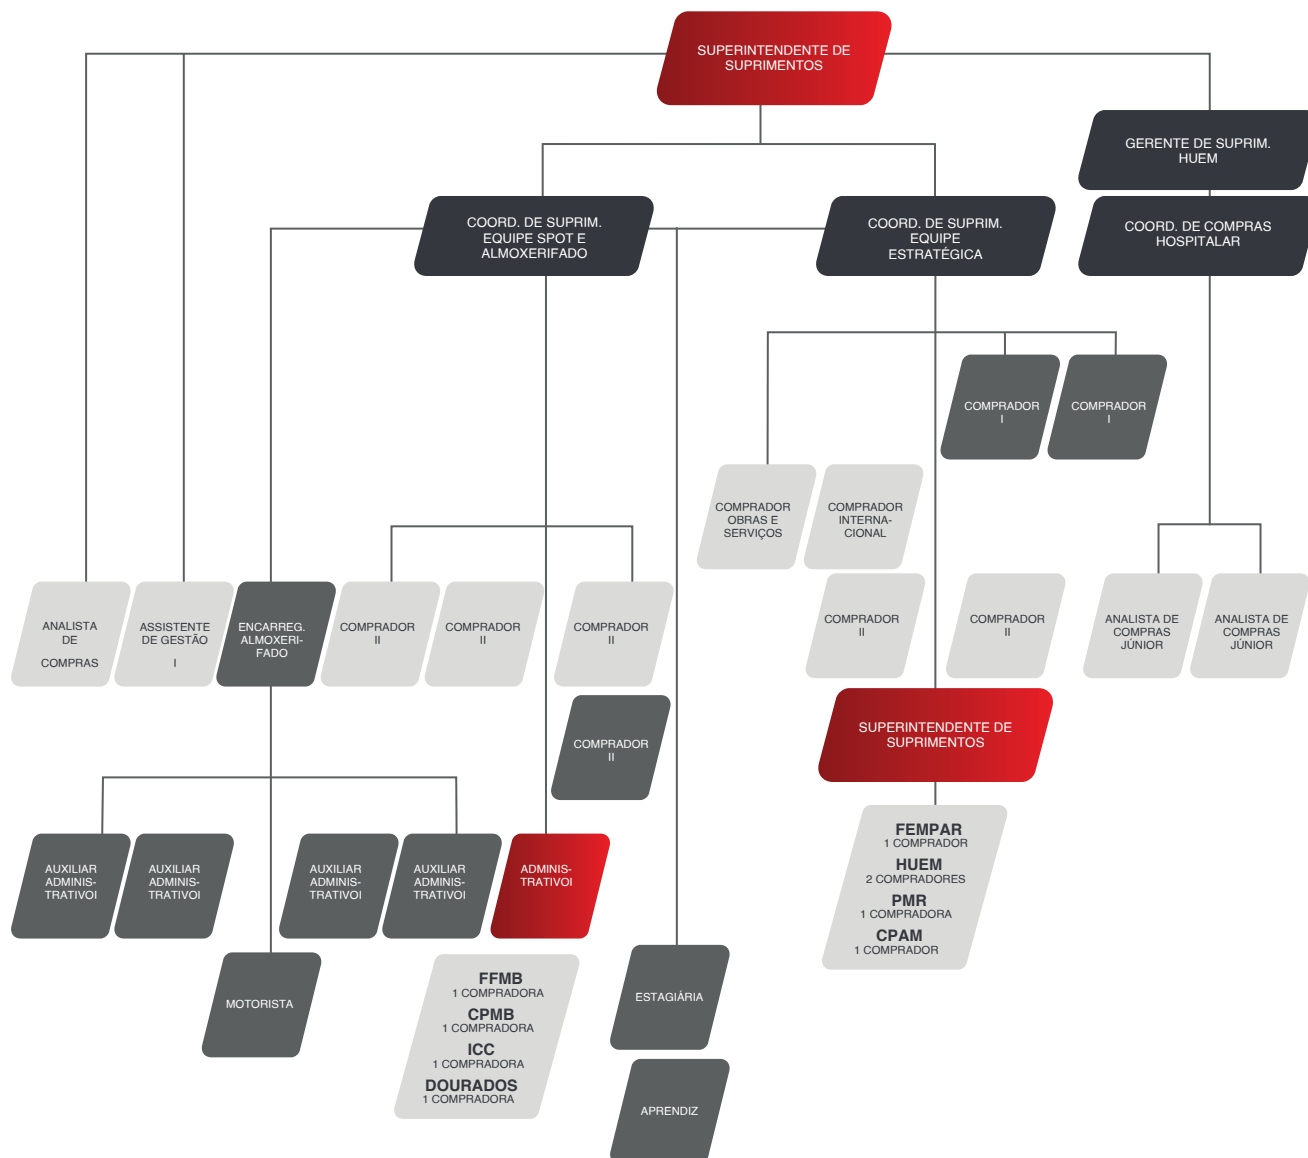 SUPERINTENDENTE DE
SUPRIMENTOS
GERENTE DE SUPRIM.
HUEM
COORD. DE SUPRIM.
EQUIPE SPOT E
ALMOXERIFADO
COORD. DE SUPRIM.
EQUIPE
ESTRATÉGICA
COORD. DE COMPRAS
HOSPITALAR
COMPRADOR
I
COMPRADOR
I
COMPRADOR
OBRAS E
SERVIÇOS
COMPRADOR
INTERNA-
CIONAL
ANALISTA
DE
COMPRAS
ASSISTENTE
DE GESTÃO
I
ENCARREG.
ALMOXERI-
FADO
COMPRADOR
II
COMPRADOR
II
COMPRADOR
II
COMPRADOR
II
COMPRADOR
II
ANALISTA DE
COMPRAS
JÚNIOR
ANALISTA DE
COMPRAS
JÚNIOR
COMPRADOR
II
SUPERINTENDENTE DE
SUPRIMENTOS
FEMPAR
1 COMPRADOR
HUEM
2 COMPRADORES
PMR
1 COMPRADORA
CPAM
1 COMPRADOR
AUXILIAR
ADMINIS-
TRATIVOI
AUXILIAR
ADMINIS-
TRATIVOI
AUXILIAR
ADMINIS-
TRATIVOI
AUXILIAR
ADMINIS-
TRATIVOI
ADMINIS-
TRATIVOI
MOTORISTA
FFMB
1 COMPRADORA
CPMB
1 COMPRADORA
ICC
1 COMPRADORA
DOURADOS
1 COMPRADORA
ESTAGIÁRIA
APRENDIZ